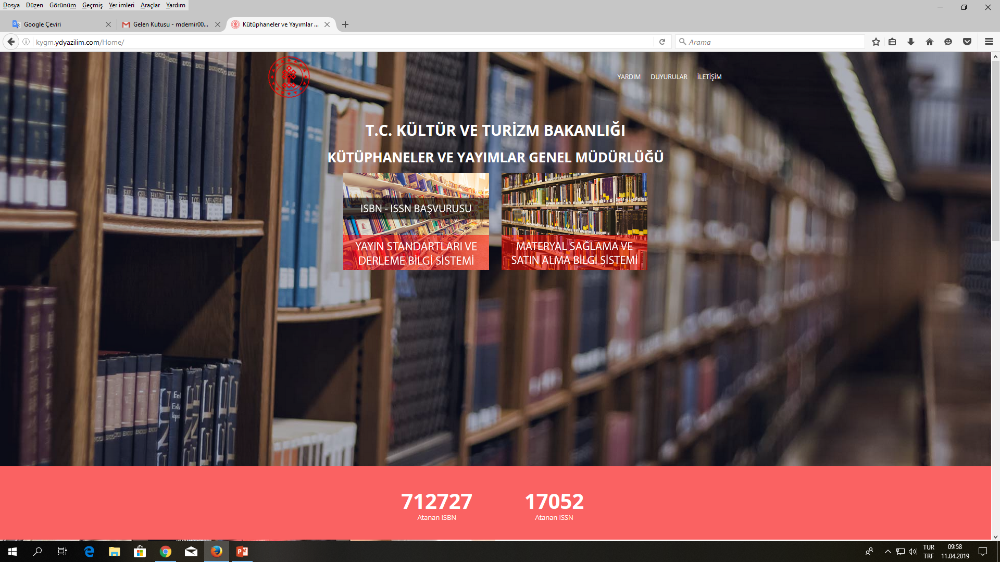 Dosya Düzen Görünüm Geçmiş Yer imleri Araçlar Yardım
Google Çeviri
Gelen Kutusu - mdemir00...
Kütüphaneler ve Yayımlar ...
kygm.ydyazilim.com/Home/
Arama
YARDIM DUYURULAR İLETİŞİM
T.C. KÜLTÜR VE TURİZM BAKANLIĞI
KÜTÜPHANELER VE YAYIMLAR GENEL MÜDÜRLÜĞÜ
ISBN - ISSN BAŞVURUSU
YAYIN STANDARTLARI VE
DERLEME BİLGİ SİSTEMİ
MATERYAL SAĞLAMA VE
SATIN ALMA BİLGİ SİSTEMİ
712727
Atanan ISBN
17052
Atanan ISSN
TUR
TRF
09:58
11.04.2019